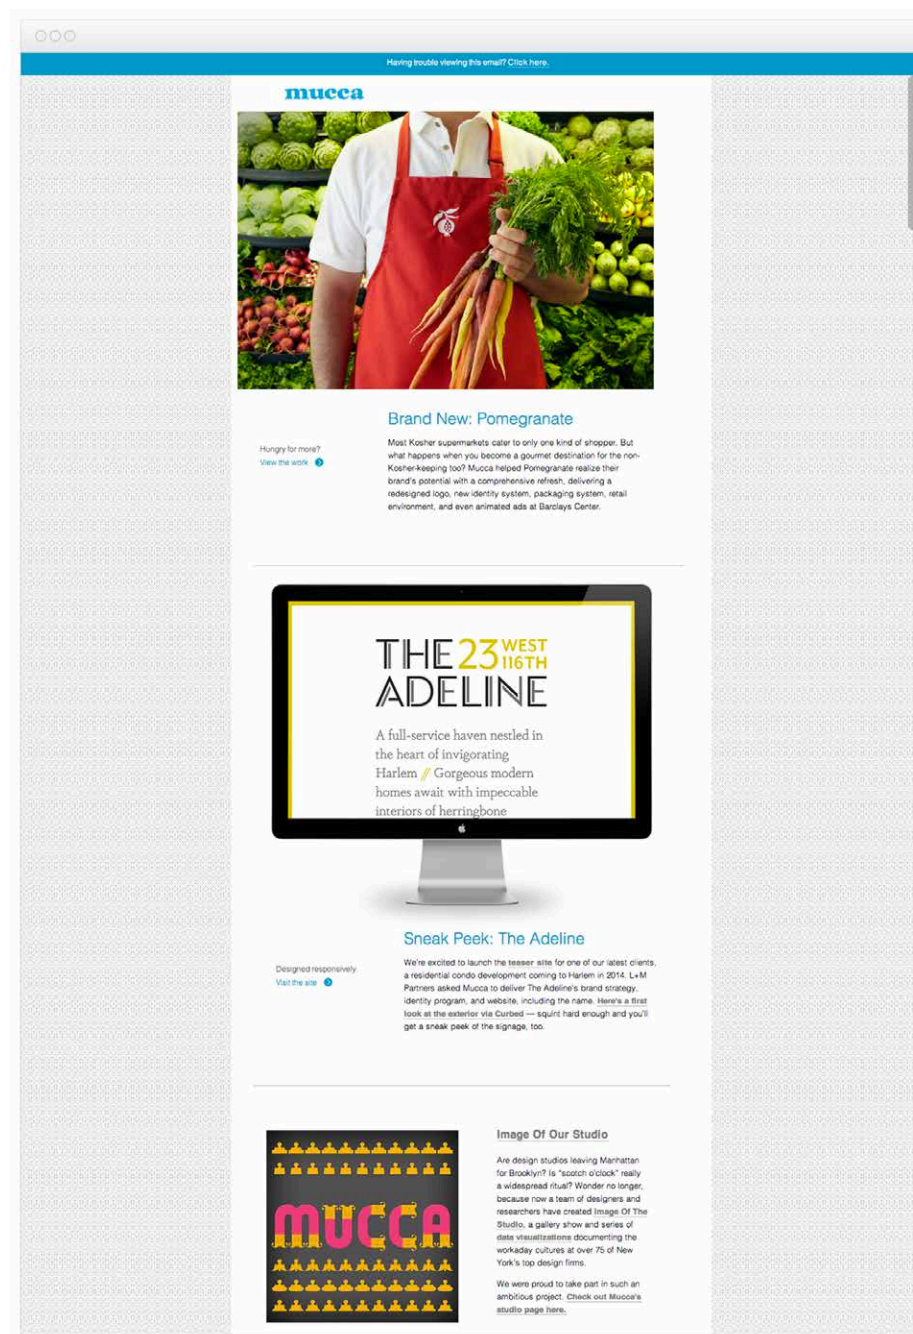 Having trouble viewing this email? Click here.
mucca
Brand New: Pomegranate
Hungry for more?
View the work
Most Kosher supermarkets cater to only one kind of shopper. But
what happens when you become a gourmet destination for the non-
Kosher-keeping too? Mucca helped Pomegranate realize their
brand's potential with a comprehensive refresh, delivering a
redesigned logo, new identity system, packaging system, retail
environment, and even animated ads at Barclays Center.
THE 23 WEST 116TH
ADELINE
A full-service haven nestled in
the heart of invigorating
Harlem // Gorgeous modern
homes await with impeccable
interiors of herringbone
Sneak Peek: The Adeline
Designed responsively.
Visit the site
We're excited to launch the teaser site for one of our latest clients,
a residential condo development coming to Harlem in 2014. L+M
Partners asked Mucca to deliver The Adeline's brand strategy,
identity program, and website, including the name. Here's a first
look at the exterior via Curbed — squint hard enough and you'll
get a sneak peek of the signage, too.
MUCCA
Image Of Our Studio
Are design studios leaving Manhattan
for Brooklyn? Is "scotch o'clock" really
a widespread ritual? Wonder no longer,
because now a team of designers and
researchers have created Image Of The
Studio, a gallery show and series of
data visualizations documenting the
workaday cultures at over 75 of New
York's top design firms.
We were proud to take part in such an
ambitious project. Check out Mucca's
studio page here.